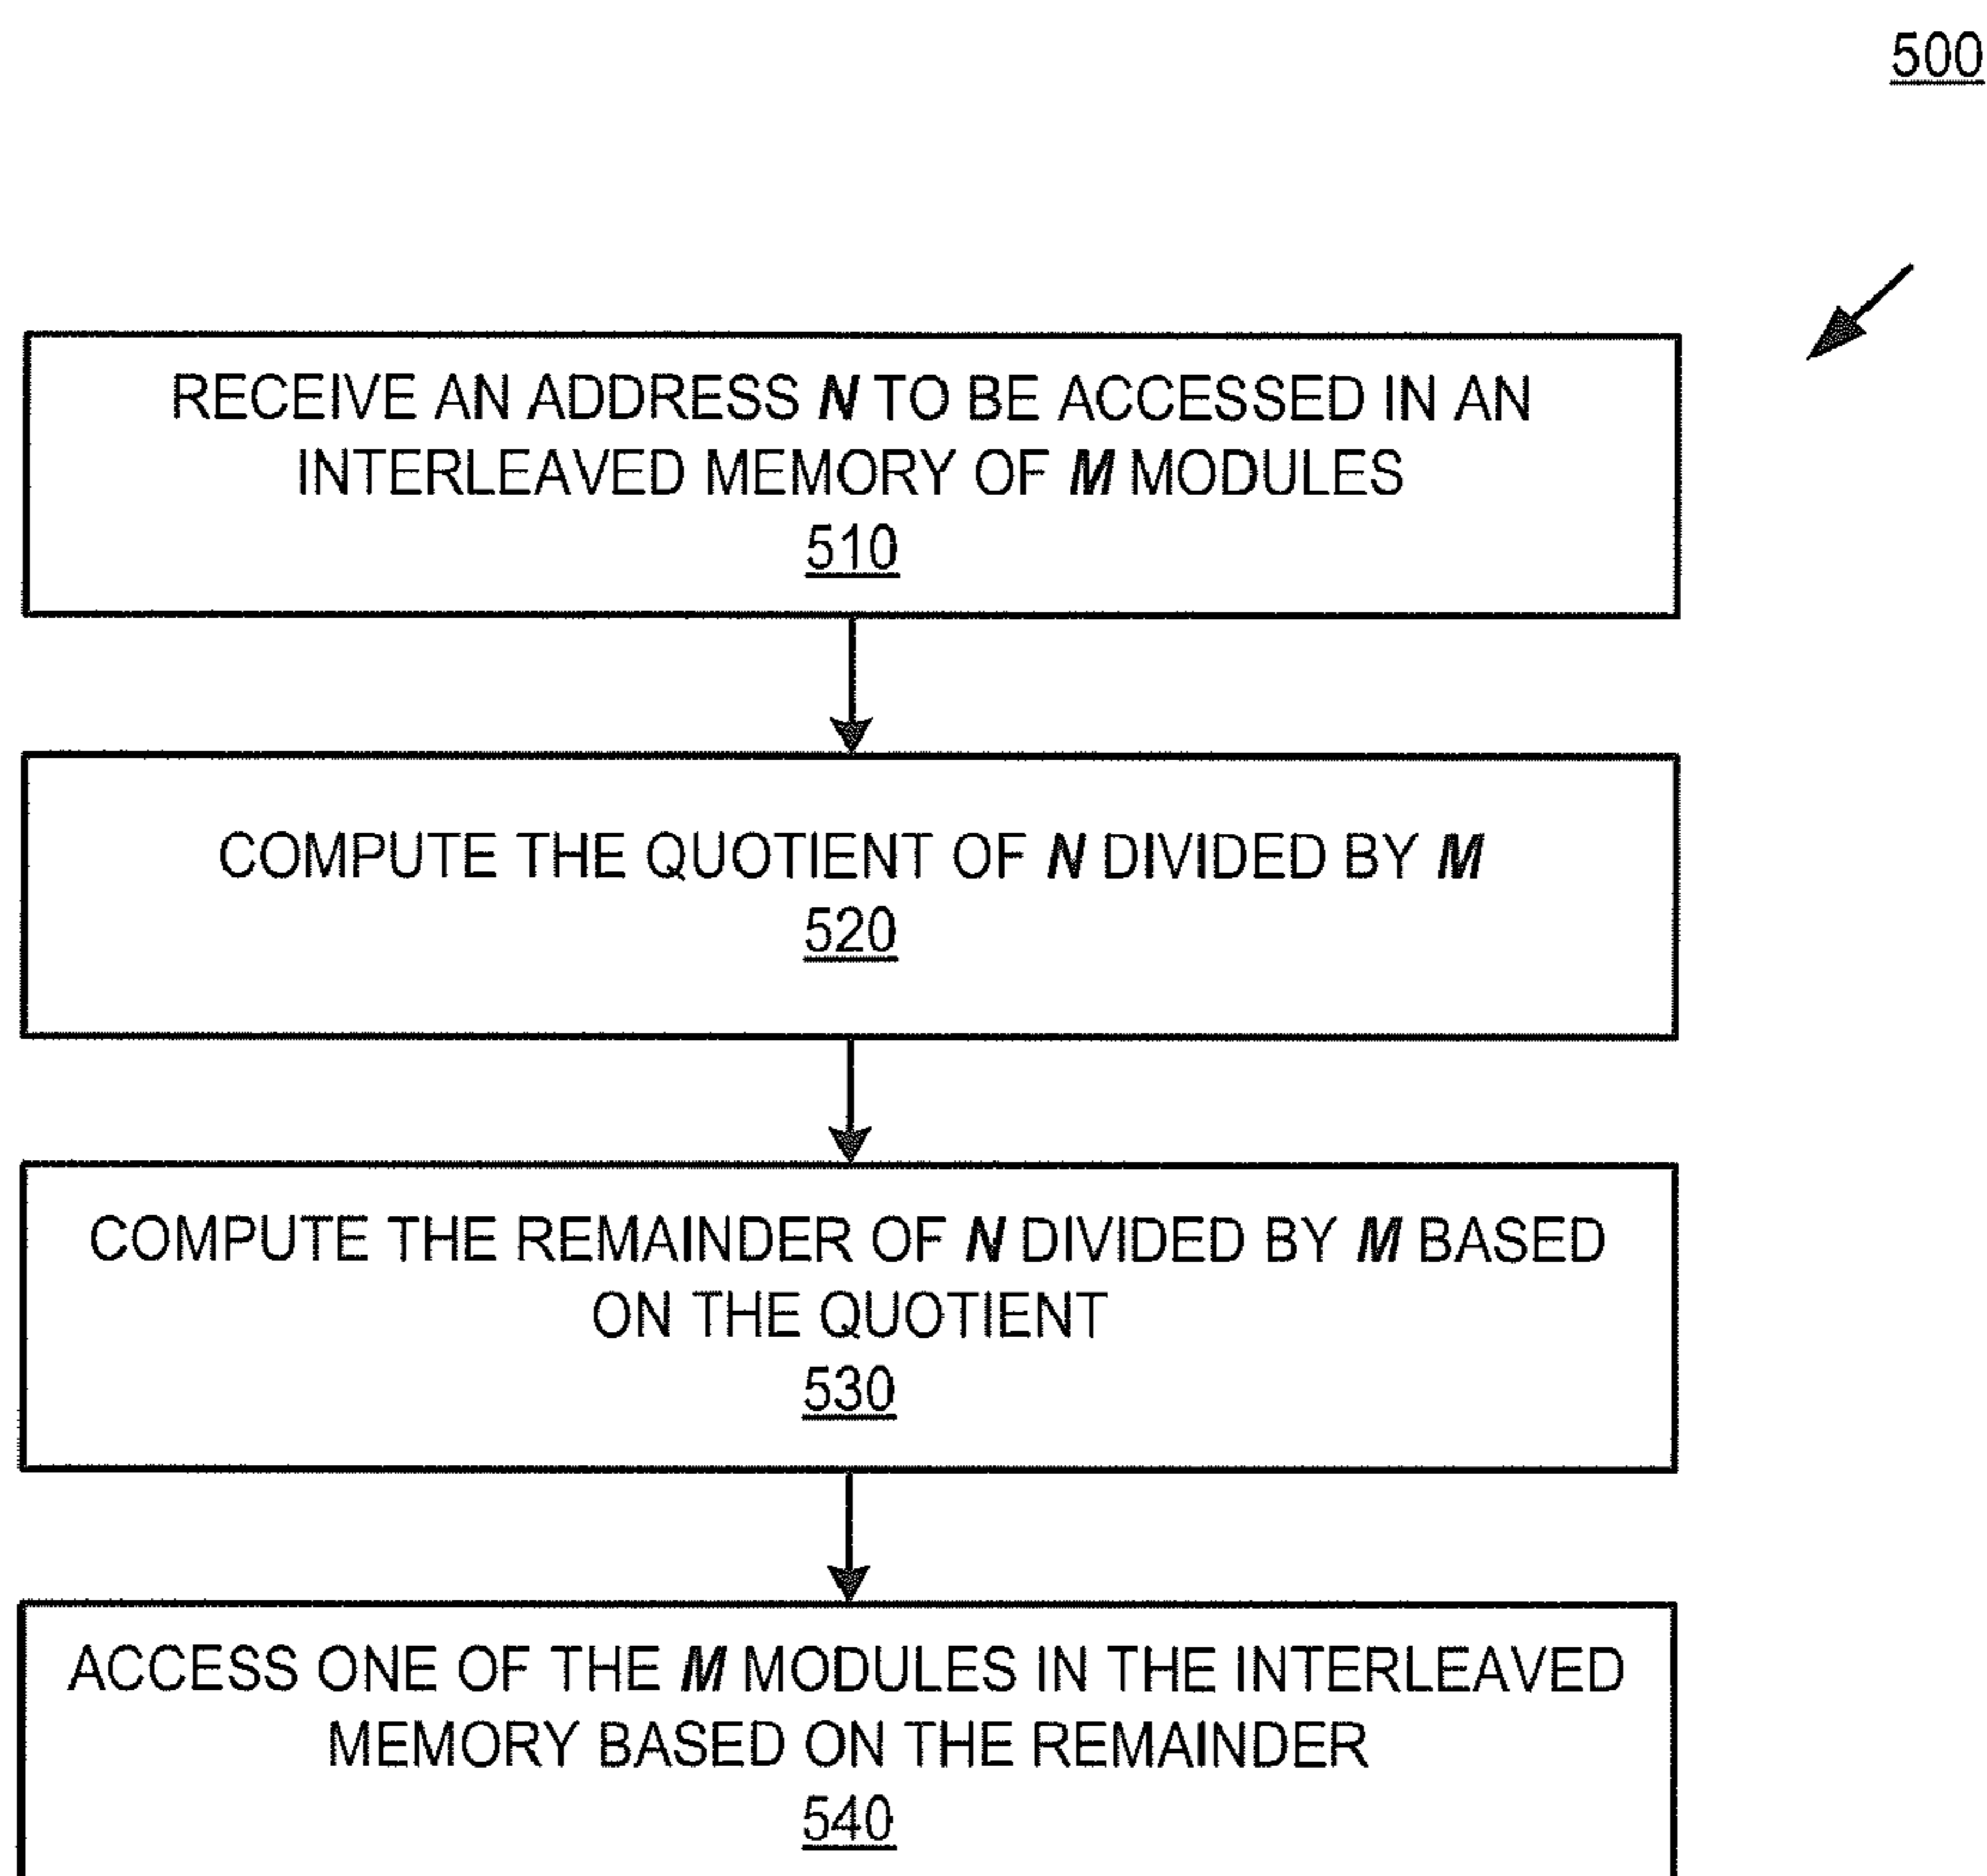 500
RECEIVE AN ADDRESS N TO BE ACCESSED IN AN
INTERLEAVED MEMORY OF M MODULES
510
COMPUTE THE QUOTIENT OF N DIVIDED BY M
520
COMPUTE THE REMAINDER OF N DIVIDED BY M BASED
ON THE QUOTIENT
530
ACCESS ONE OF THE M MODULES IN THE INTERLEAVED
MEMORY BASED ON THE REMAINDER
540